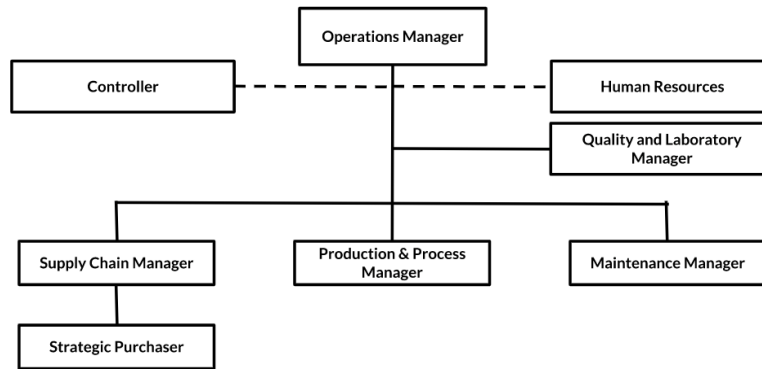 Operations Manager
Controller
Human Resources
Quality and Laboratory
Manager
Supply Chain Manager
Production & Process
Manager
Maintenance Manager
Strategic Purchaser